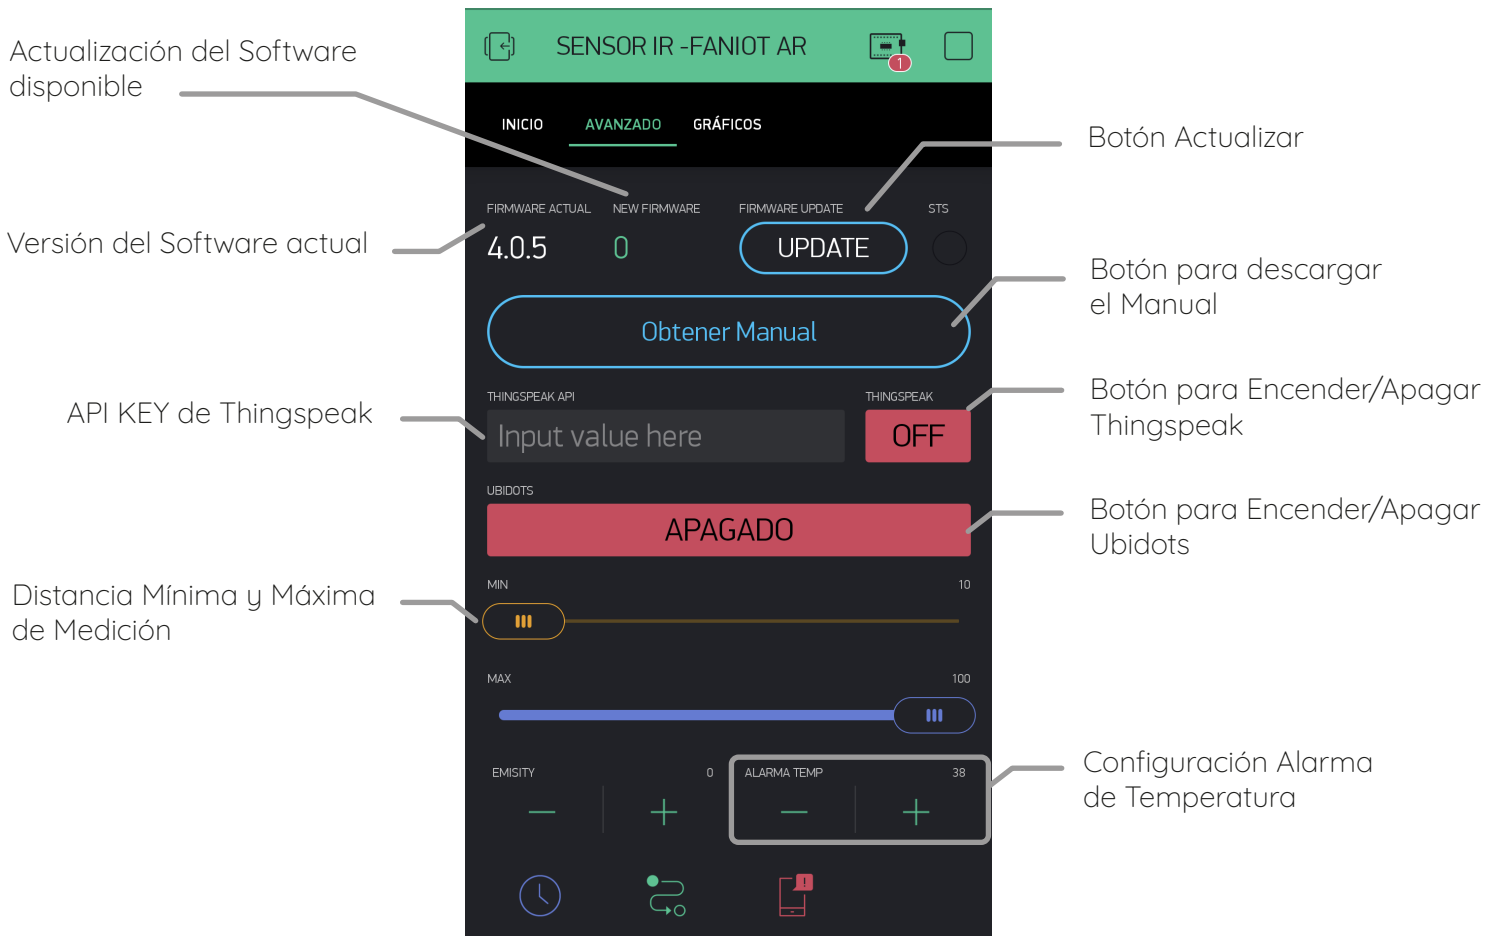 SENSOR IR -FANIOT AR
1
INICIO
AVANZADO
GRÁFICOS
Actualización del Software
disponible
Botón Actualizar
FIRMWARE ACTUAL
NEW FIRMWARE
FIRMWARE UPDATE
STS
Versión del Software actual
4.0.5
0
UPDATE
Botón para descargar
el Manual
Obtener Manual
THINGSPEAK API
THINGSPEAK
API KEY de Thingspeak
Input value here
OFF
Botón para Encender/Apagar
Thingspeak
UBIDOTS
APAGADO
Botón para Encender/Apagar
Ubidots
MIN
10
Distancia Mínima y Máxima
de Medición
MAX
100
EMISITY
0
ALARMA TEMP
38
Configuración Alarma
de Temperatura